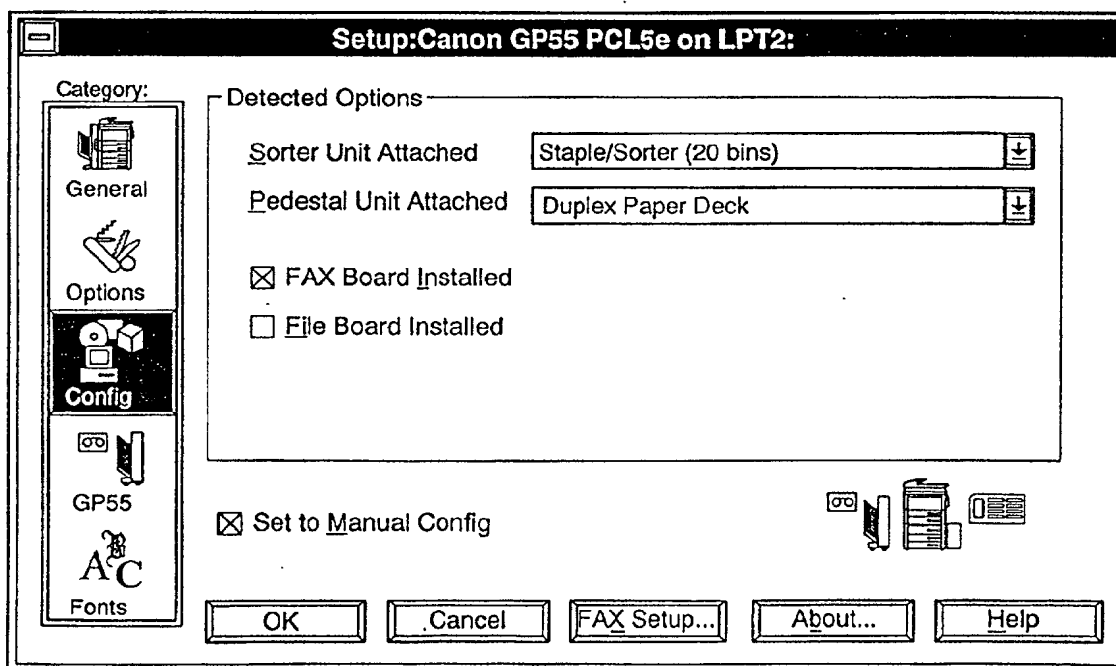 Setup:Canon GP55 PCL5e on LPT2:
Category:
General
Options
Config
GP55
Fonts
Detected Options
Sorter Unit Attached
Staple/Sorter (20 bins)
Pedestal Unit Attached
Duplex Paper Deck
FAX Board Installed
File Board Installed
Set to Manual Config
OK
Cancel
FAX Setup...
About...
Help